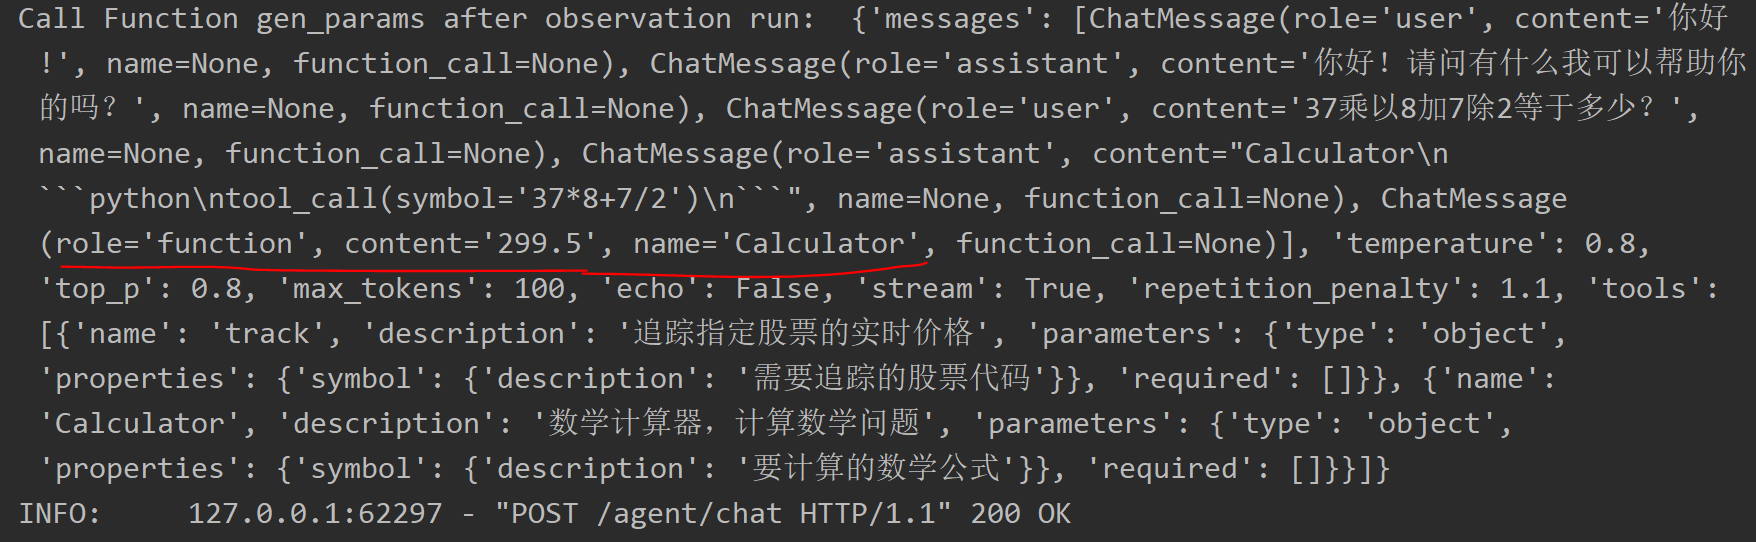 Call Function gen_params after observation run:  {'messages': [ChatMessage(role='user', content='你好
!', name=None, function_call=None), ChatMessage(role='assistant', content='你好！请问有什么我可以帮助你
的吗？', name=None, function_call=None), ChatMessage(role='user', content='37乘以8加7除2等于多少？',
name=None, function_call=None), ChatMessage(role='assistant', content="Calculator\n
```python\ntool_call(symbol='37*8+7/2')\n```", name=None, function_call=None), ChatMessage
(role='function', content='299.5', name='Calculator', function_call=None)], 'temperature': 0.8,
'top_p': 0.8, 'max_tokens': 100, 'echo': False, 'stream': True, 'repetition_penalty': 1.1, 'tools':
[{'name': 'track', 'description': '追踪指定股票的实时价格', 'parameters': {'type': 'object',
'properties': {'symbol': {'description': '需要追踪的股票代码'}}, 'required': []}}, {'name':
'Calculator', 'description': '数学计算器，计算数学问题', 'parameters': {'type': 'object',
'properties': {'symbol': {'description': '要计算的数学公式'}}, 'required': []}}]}
INFO:     127.0.0.1:62297 - "POST /agent/chat HTTP/1.1" 200 OK